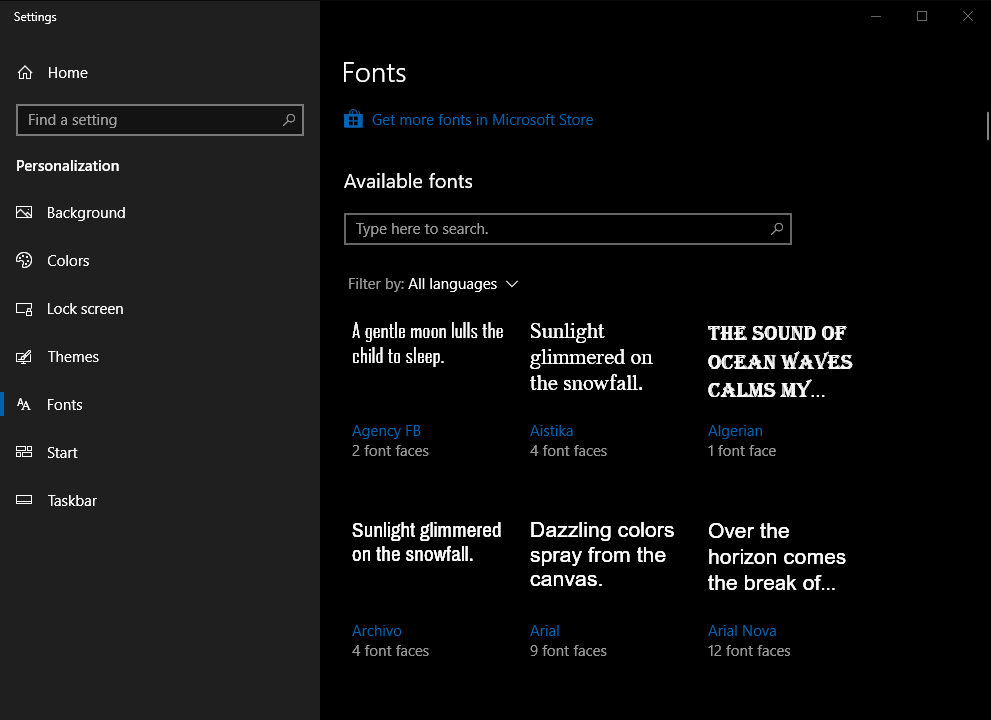 Settings
Home
Find a setting
Personalization
Background
Colors
Lock screen
Themes
Fonts
Start
Taskbar
Fonts
Get more fonts in Microsoft Store
Available fonts
Type here to search.
Filter by: All languages
A gentle moon lulls the
child to sleep.
Agency FB
2 font faces
Sunlight
glimmered on
the snowfall.
Aistika
4 font faces
THE SOUND OF
OCEAN WAVES
CALMS MY...
Algerian
1 font face
Sunlight glimmered
on the snowfall.
Archivo
4 font faces
Dazzling colors
spray from the
canvas.
Arial
9 font faces
Over the
horizon comes
the break of...
Arial Nova
12 font faces